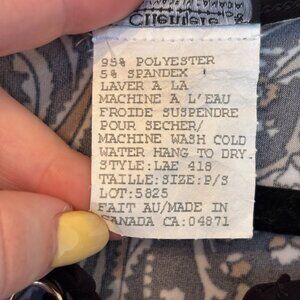 95% POLYESTER
5% SPANDEX
LAVER A LA
MACHINE A L'EAU
FROIDE SUSPENDRE
POUR SECHER/
MACHINE WASH COLD
WATER HANG TO DRY.
STYLE:LAE 418
TAILLE:SIZE:P/S
LOT:5825
FAIT AU/MADE IN
CANADA CA:04871